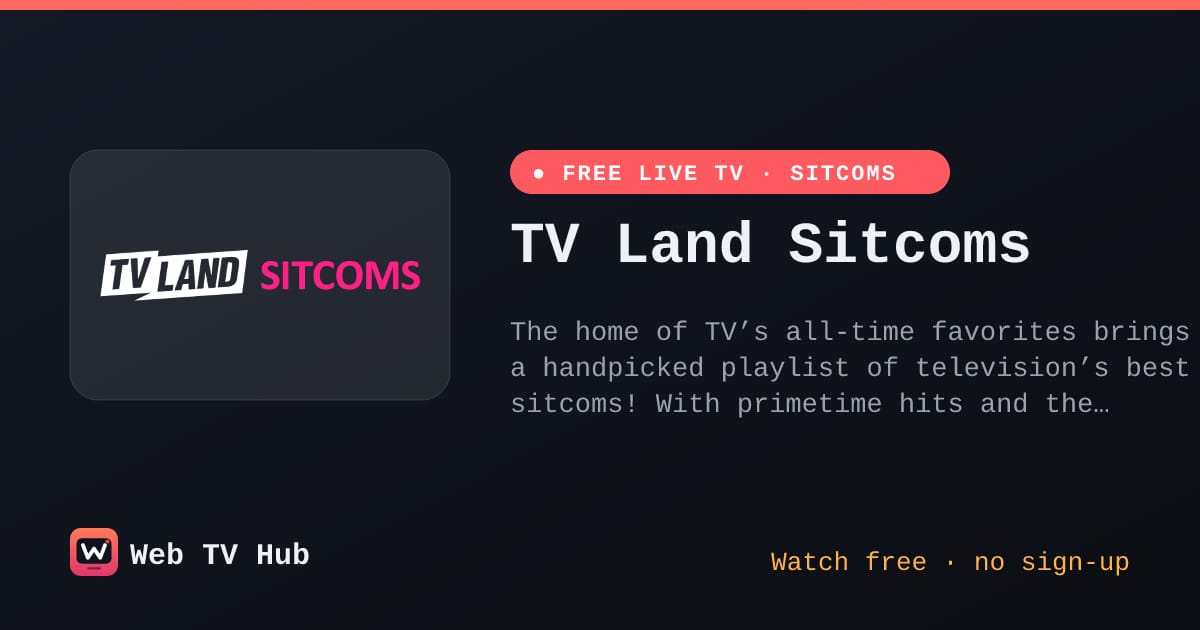 TV LAND SITCOMS
● FREE LIVE TV · SITCOMS
TV Land Sitcoms
The home of TV’s all-time favorites brings
a handpicked playlist of television’s best
sitcoms! With primetime hits and the…
W
Web TV Hub
Watch free · no sign-up